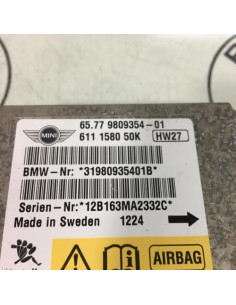 65.77 9809354-01
MINI
611 1580 50K HW27
BMW-Nr: *31980935401B*
Serien-Nr:*12B163MA2332C*
Made in Sweden 1224
AIRBAG